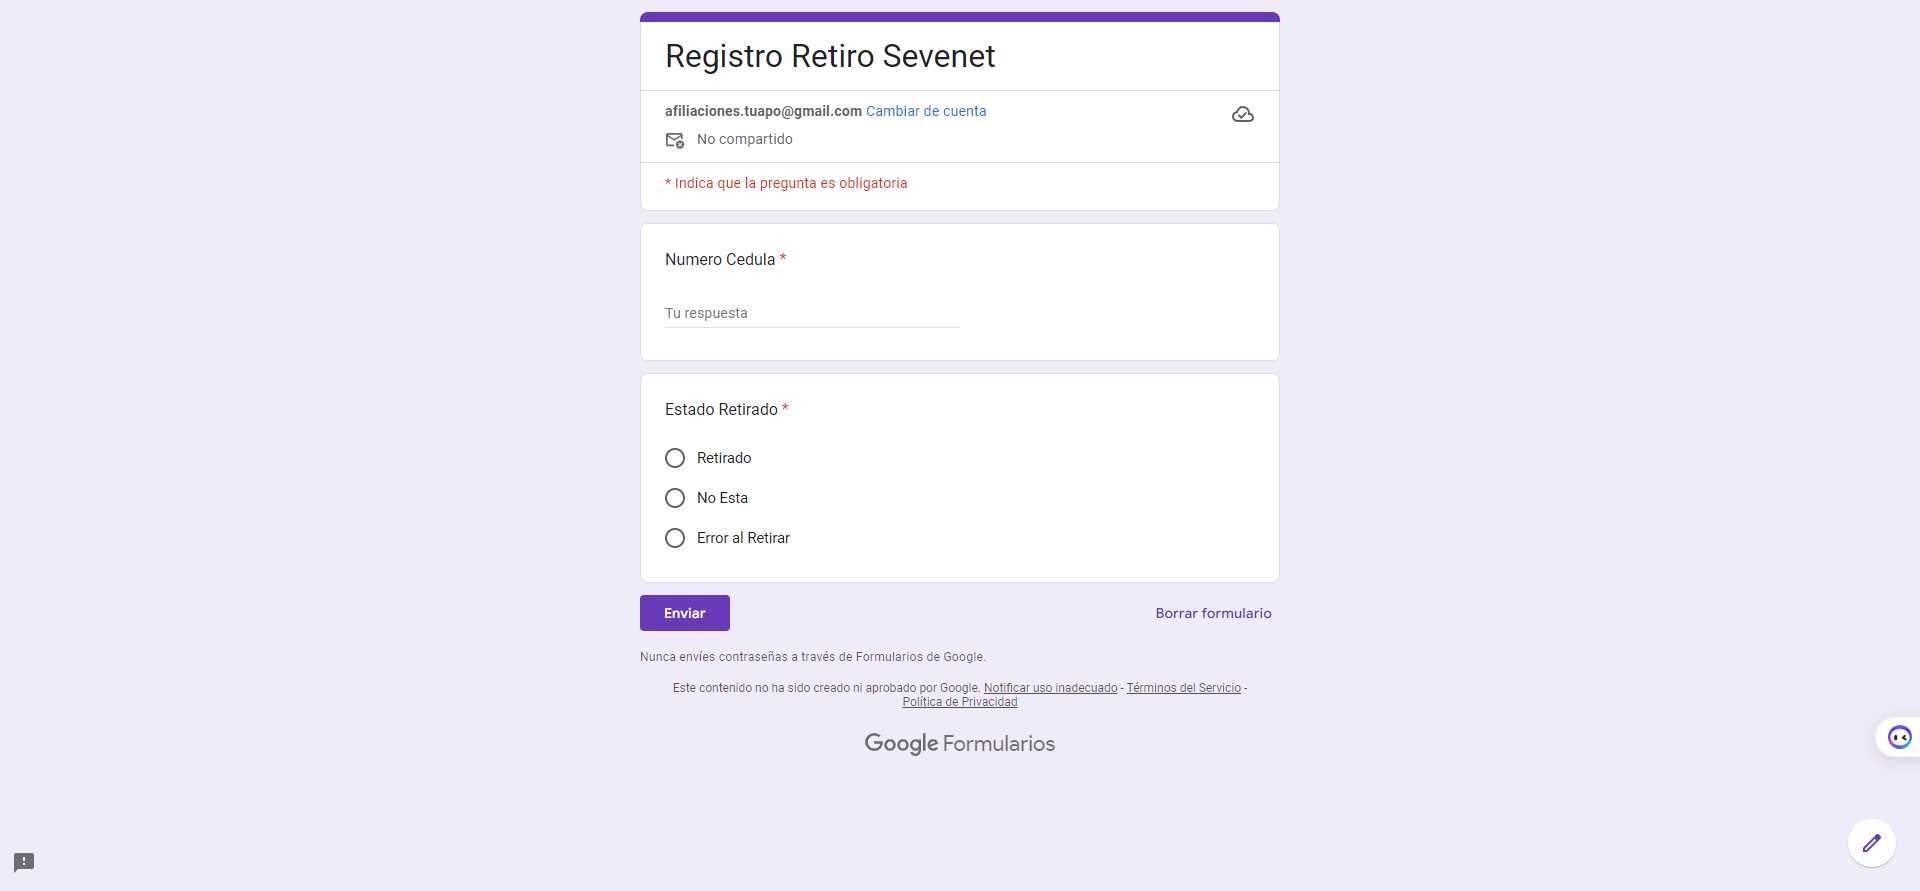 Registro Retiro Sevenet
afiliaciones.tuapo@gmail.com Cambiar de cuenta
No compartido
* Indica que la pregunta es obligatoria
Numero Cedula *
Tu respuesta
Estado Retirado *
Retirado
No Esta
Error al Retirar
Enviar
Borrar formulario
Nunca envíes contraseñas a través de Formularios de Google.
Este contenido no ha sido creado ni aprobado por Google. Notificar uso inadecuado - Términos del Servicio -
Política de Privacidad
Google Formularios